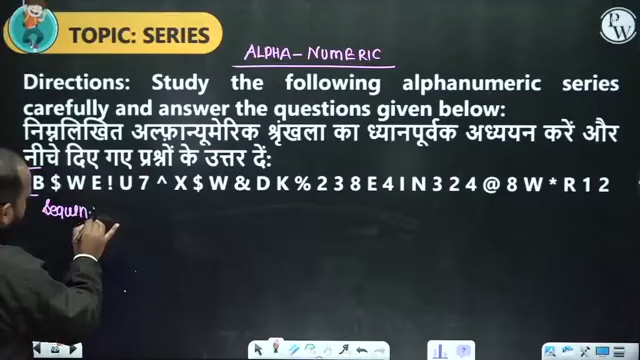 TOPIC: SERIES
ALPHA-NUMERIC
PW
Directions: Study the following alphanumeric series
carefully and answer the questions given below:
निम्नलिखित अल्फ़ान्यूमेरिक श्रृंखला का ध्यानपूर्वक अध्ययन करें और
नीचे दिए गए प्रश्नों के उत्तर दें:
B $ W E ! U 7 ^ X $ W & D K % 2 3 8 E 4 I N 3 2 4 @ 8 W * R 1 2
Sequen